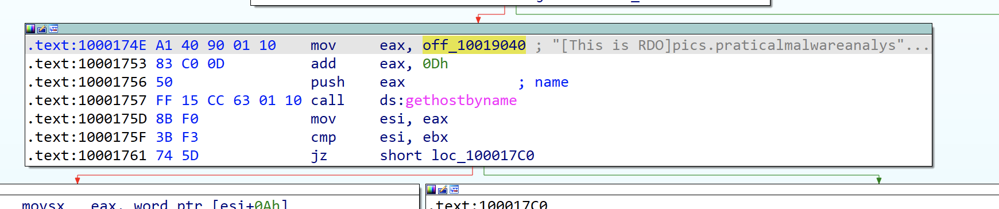 .text:1000174E A1 40 90 01 10 mov eax, off_10019040 ; "[This is RDO]pics.praticalmalwareanalys"...
.text:10001753 83 C0 0D add eax, 0Dh
.text:10001756 50 push eax ; name
.text:10001757 FF 15 CC 63 01 10 call ds:gethostbyname
.text:1000175D 8B F0 mov esi, eax
.text:1000175F 3B F3 cmp esi, ebx
.text:10001761 74 5D jz short loc_100017C0
movsx eax, word ptr [esi+0Ah]
.text:100017C0